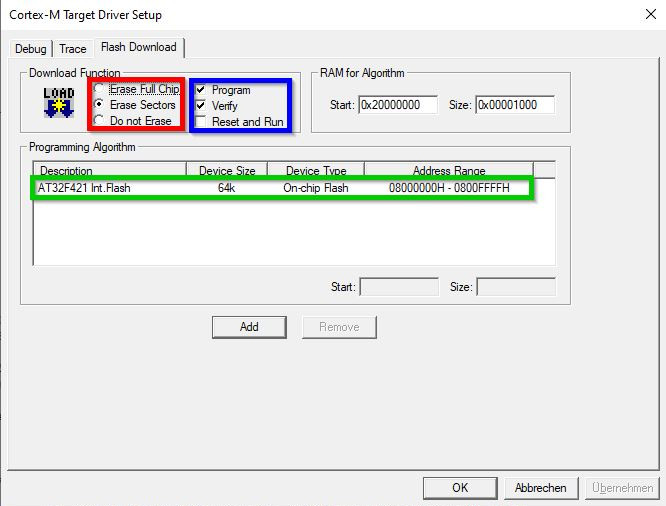 Cortex-M Target Driver Setup
Debug Trace Flash Download
Download Function RAM for Algorithm
LOAD Erase Full Chip Program
Erase Sectors Verify Start: 0x20000000 Size: 0x00001000
Do not Erase Reset and Run
Programming Algorithm
Description Device Size Device Type Address Range
AT32F421 Int.Flash 64k On-chip Flash 08000000H - 0800FFFFH
Start: Size:
Add Remove
OK Abbrechen Übernehmen